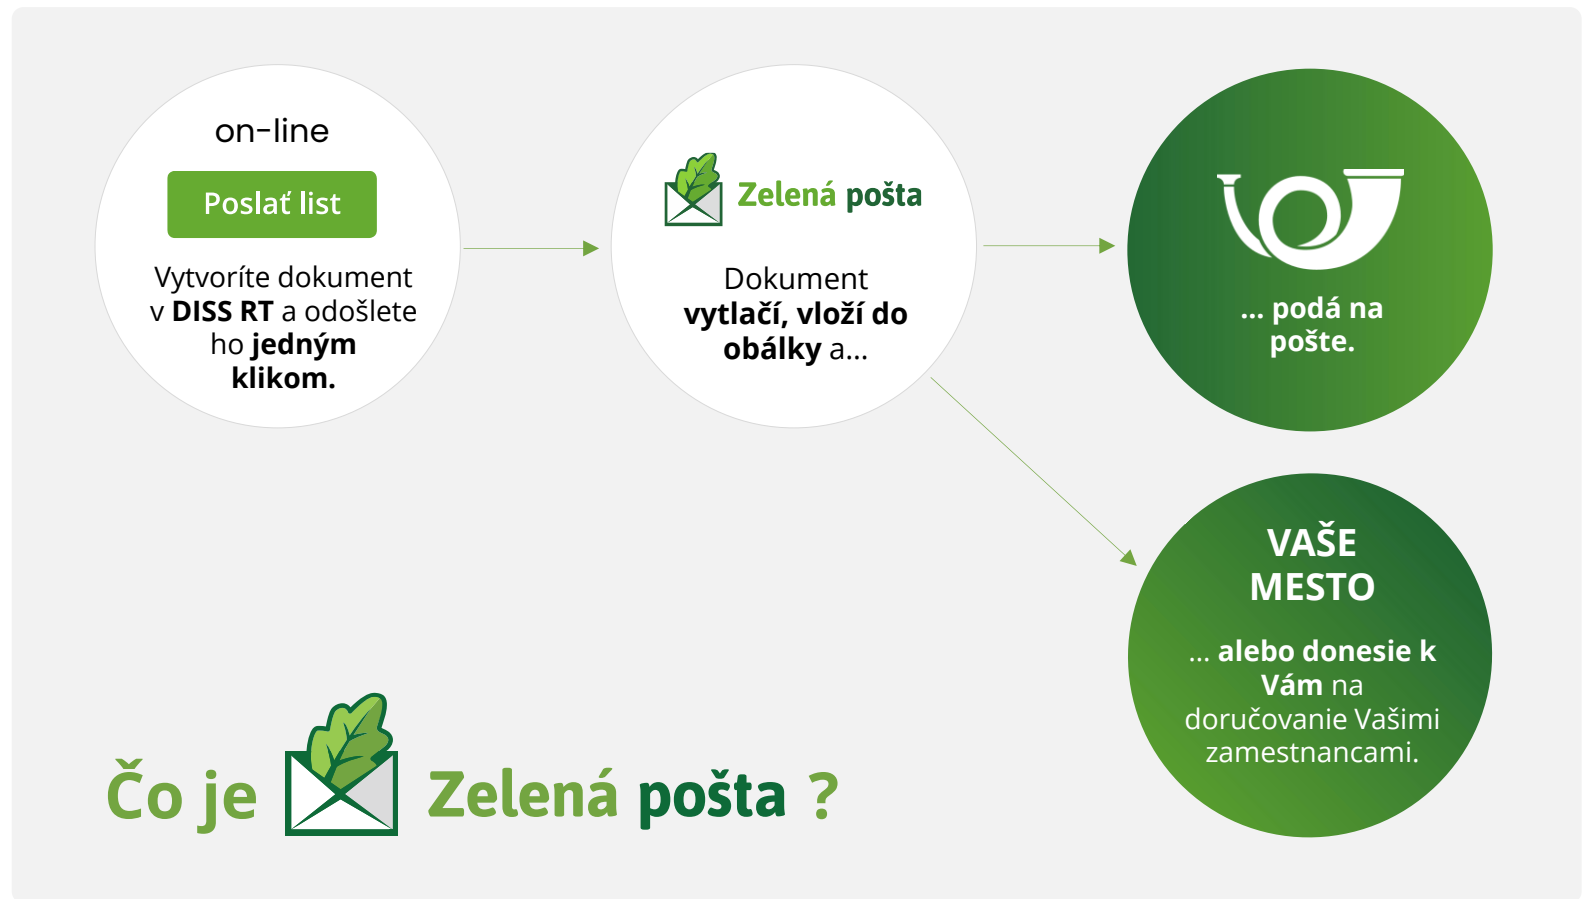 on-line
Poslať list
Vytvoríte dokument
v DISS RT a odošlete
ho jedným
klikom.
Zelená pošta
Dokument
vytlačí, vloží do
obálky a...
... podá na
pošte.
VAŠE
MESTO
... alebo donesie k
Vám na
doručovanie Vašimi
zamestnancami.
Čo je Zelená pošta ?